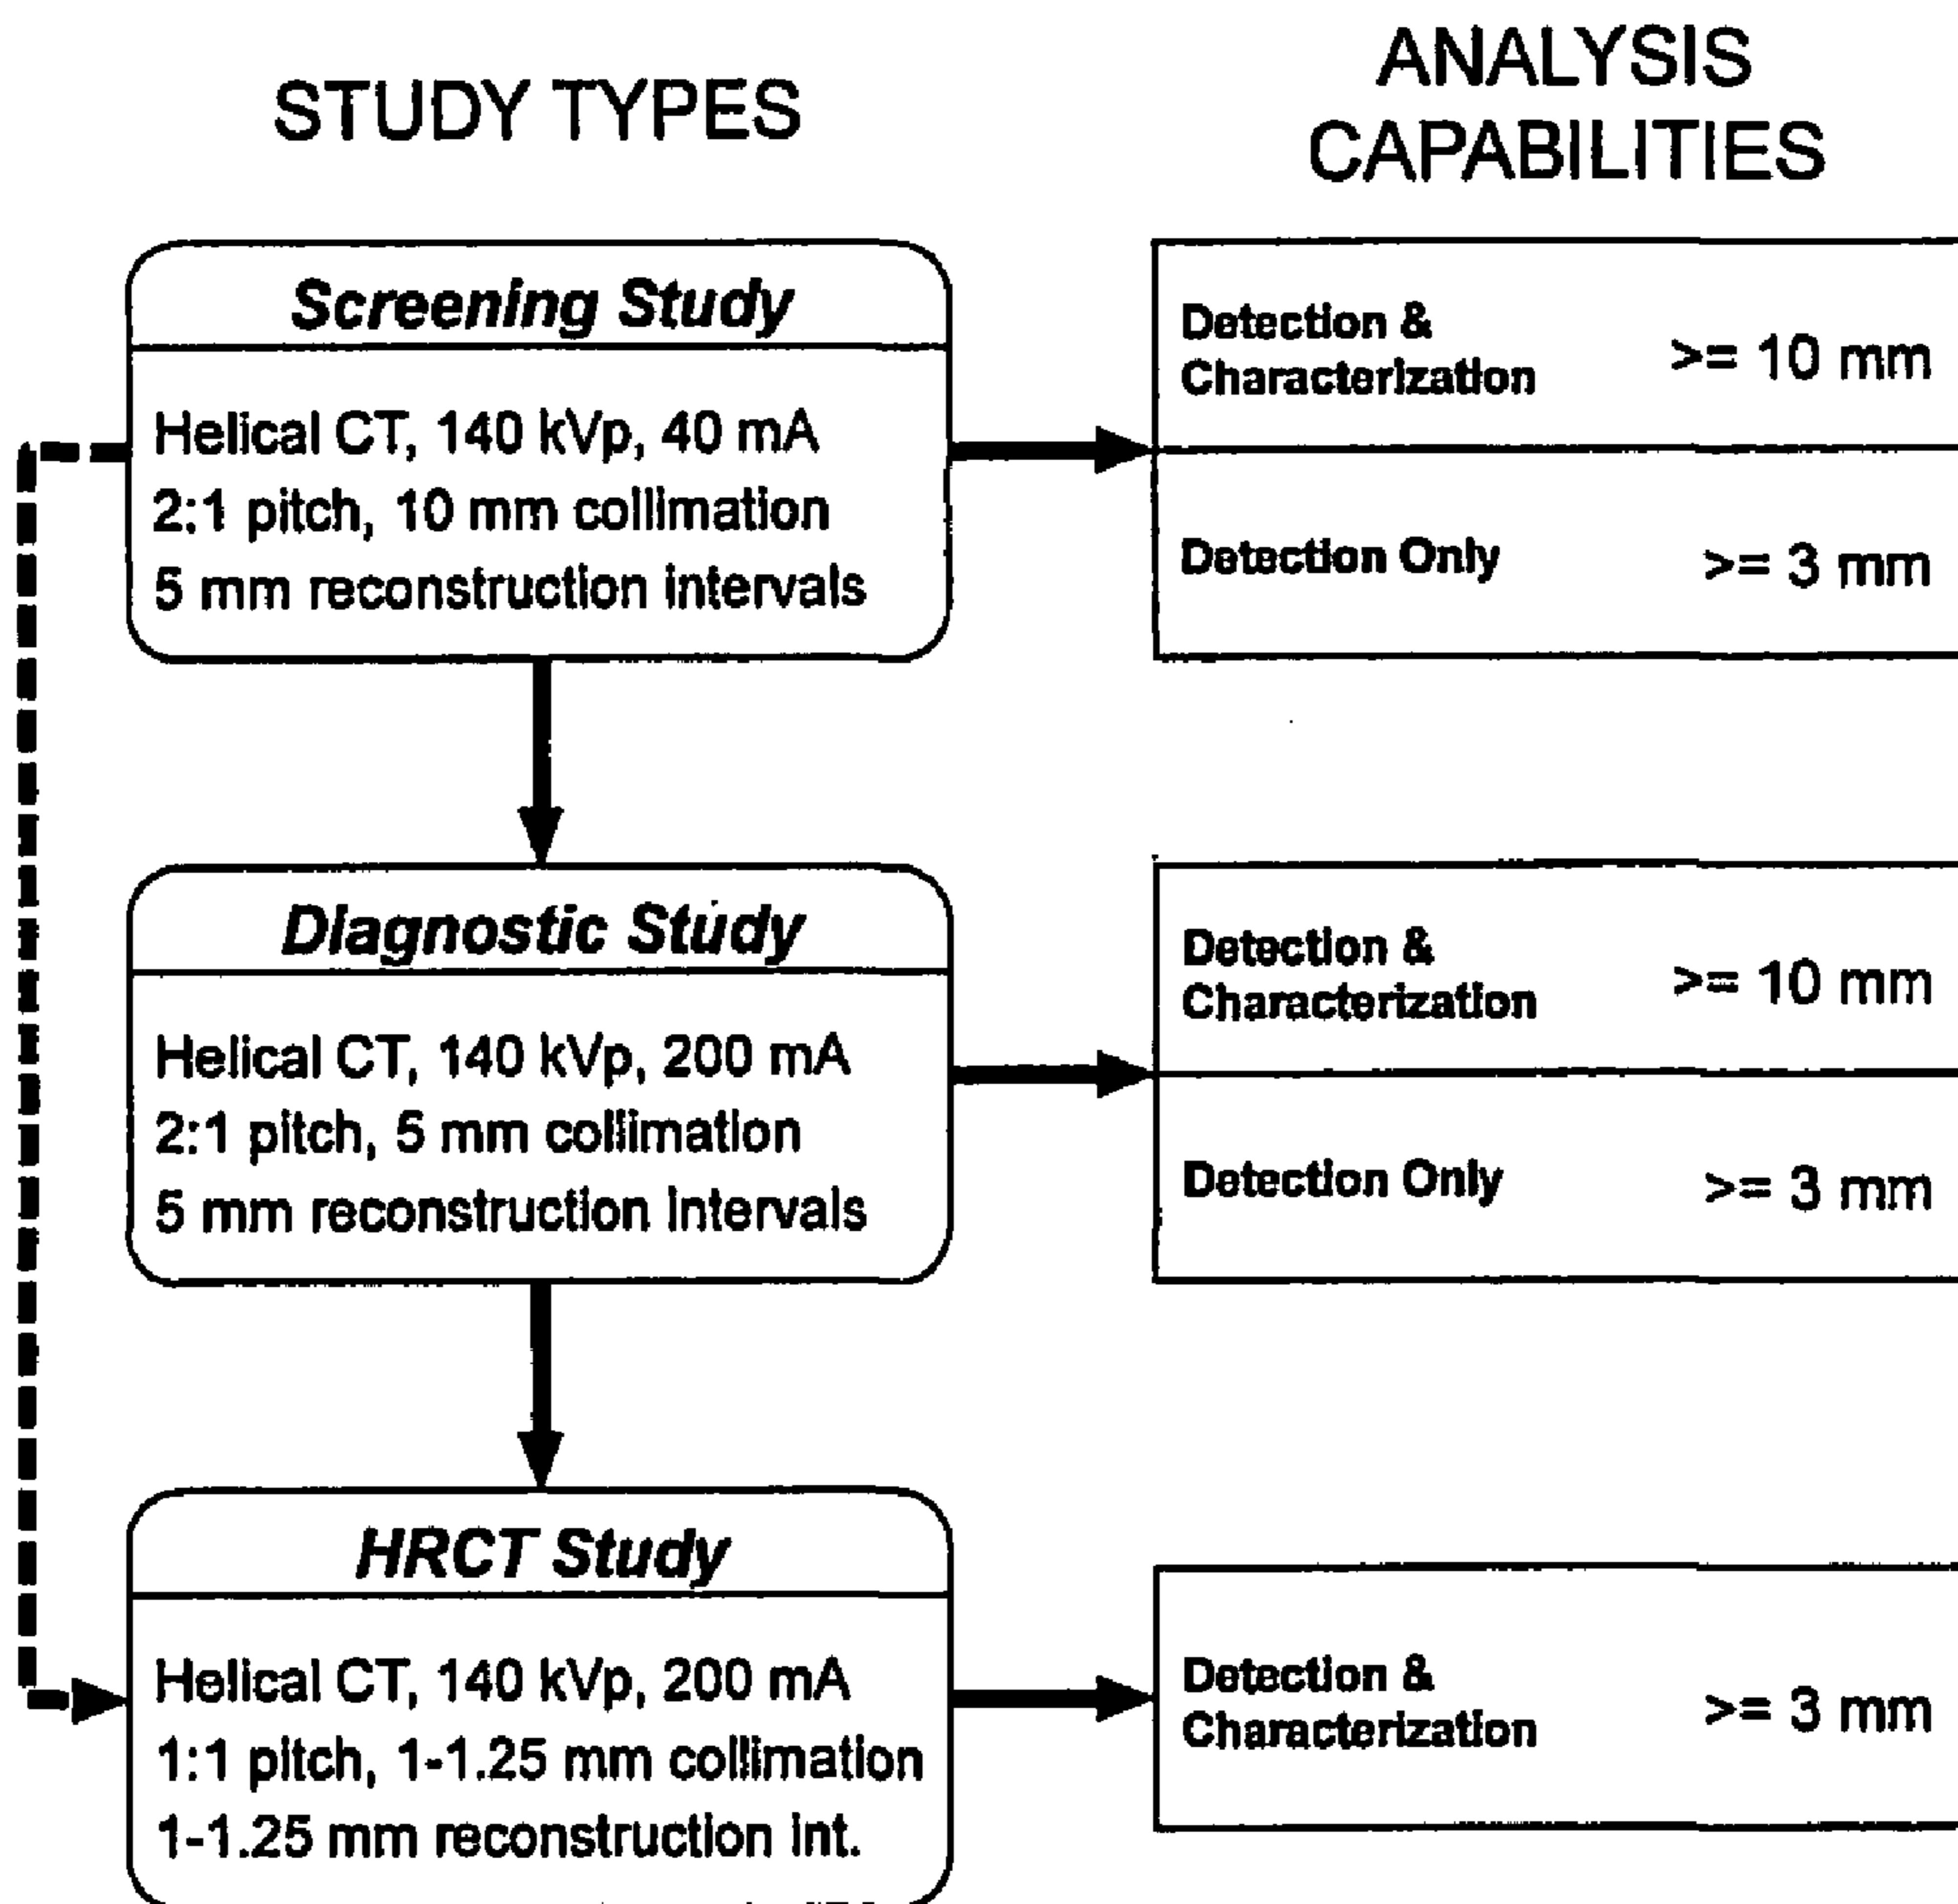 STUDY TYPES
ANALYSIS
CAPABILITIES
Screening Study
Helical CT, 140 kVp, 40 mA
2:1 pitch, 10 mm collimation
5 mm reconstruction intervals
Detection &
Characterization >= 10 mm
Detection Only >= 3 mm
Diagnostic Study
Helical CT, 140 kVp, 200 mA
2:1 pitch, 5 mm collimation
5 mm reconstruction intervals
Detection &
Characterization >= 10 mm
Detection Only >= 3 mm
HRCT Study
Helical CT, 140 kVp, 200 mA
1:1 pitch, 1-1.25 mm collimation
1-1.25 mm reconstruction int.
Detection &
Characterization >= 3 mm